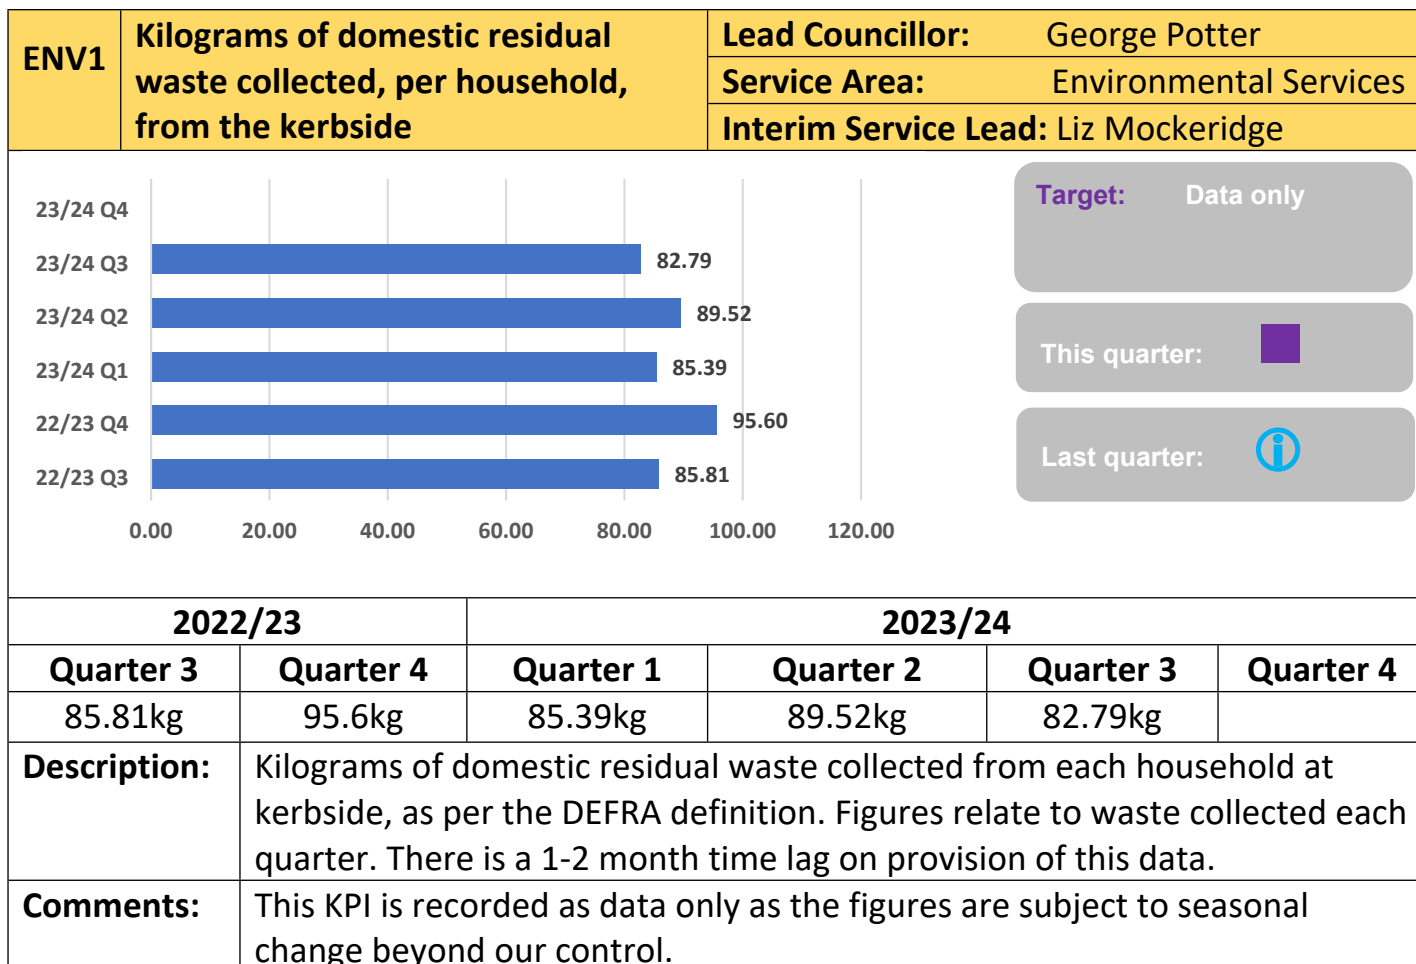 ENV1
Kilograms of domestic residual
waste collected, per household,
from the kerbside
Lead Councillor: George Potter
Service Area: Environmental Services
Interim Service Lead: Liz Mockeridge
23/24 Q4
23/24 Q3 82.79
23/24 Q2 89.52
23/24 Q1 85.39
22/23 Q4 95.60
22/23 Q3 85.81
0.00 20.00 40.00 60.00 80.00 100.00 120.00
Target: Data only
This quarter:
Last quarter:
2022/23 2023/24
Quarter 3 Quarter 4 Quarter 1 Quarter 2 Quarter 3 Quarter 4
85.81kg 95.6kg 85.39kg 89.52kg 82.79kg
Description: Kilograms of domestic residual waste collected from each household at
kerbside, as per the DEFRA definition. Figures relate to waste collected each
quarter. There is a 1-2 month time lag on provision of this data.
Comments: This KPI is recorded as data only as the figures are subject to seasonal
change beyond our control.